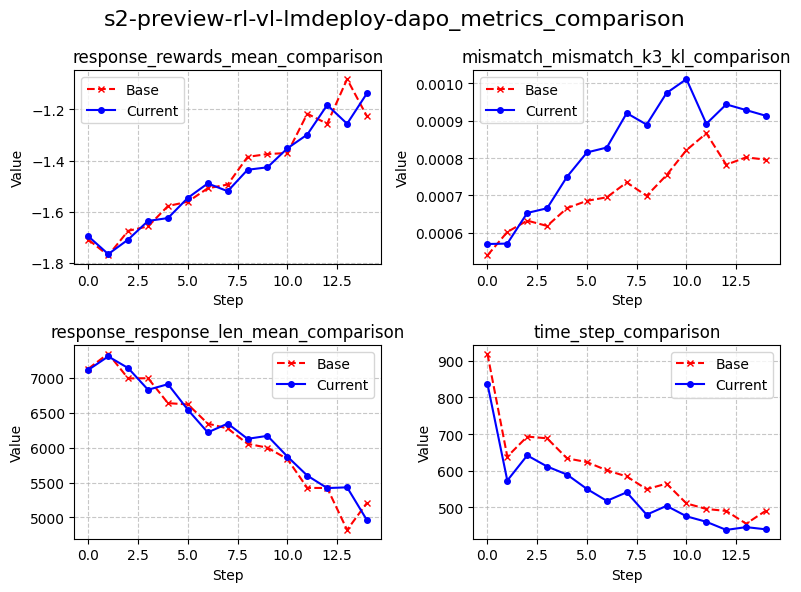 s2-preview-rl-vl-lmdeploy-dapo_metrics_comparison
response_rewards_mean_comparison
Base
Current
Value
−1.2
−1.4
−1.6
−1.8
0.0 2.5 5.0 7.5 10.0 12.5
Step
mismatch_mismatch_k3_kl_comparison
Base
Current
Value
0.0010
0.0009
0.0008
0.0007
0.0006
0.0 2.5 5.0 7.5 10.0 12.5
Step
response_response_len_mean_comparison
Base
Current
Value
7000
6500
6000
5500
5000
0.0 2.5 5.0 7.5 10.0 12.5
Step
time_step_comparison
Base
Current
Value
900
800
700
600
500
0.0 2.5 5.0 7.5 10.0 12.5
Step